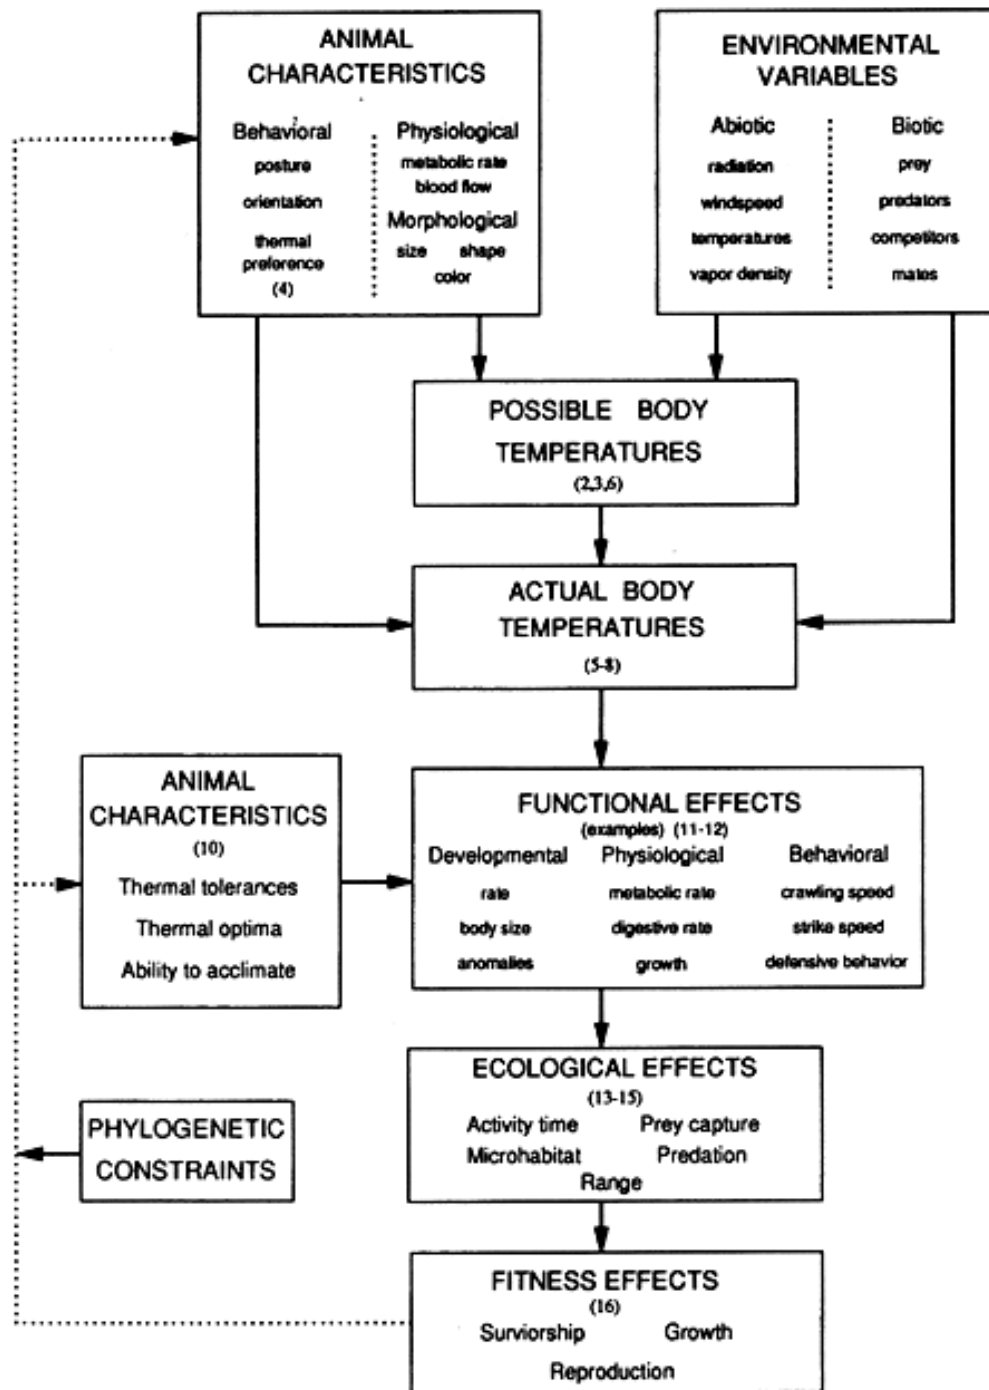 ANIMAL
CHARACTERISTICS
Behavioral
posture
orientation
thermal
preference
(4)
Physiological
metabolic rate
blood flow
Morphological
size shape
color
ENVIRONMENTAL
VARIABLES
Abiotic
radiation
windspeed
temperatures
vapor density
Biotic
prey
predators
competitors
mates
POSSIBLE BODY
TEMPERATURES
(2,3,6)
ACTUAL BODY
TEMPERATURES
(5-8)
ANIMAL
CHARACTERISTICS
(10)
Thermal tolerances
Thermal optima
Ability to acclimate
FUNCTIONAL EFFECTS
(examples) (11-12)
Developmental
rate
body size
anomalies
Physiological
metabolic rate
digestive rate
growth
Behavioral
crawling speed
strike speed
defensive behavior
ECOLOGICAL EFFECTS
(13-15)
Activity time Prey capture
Microhabitat Predation
Range
PHYLOGENETIC
CONSTRAINTS
FITNESS EFFECTS
(16)
Surviorship Growth
Reproduction